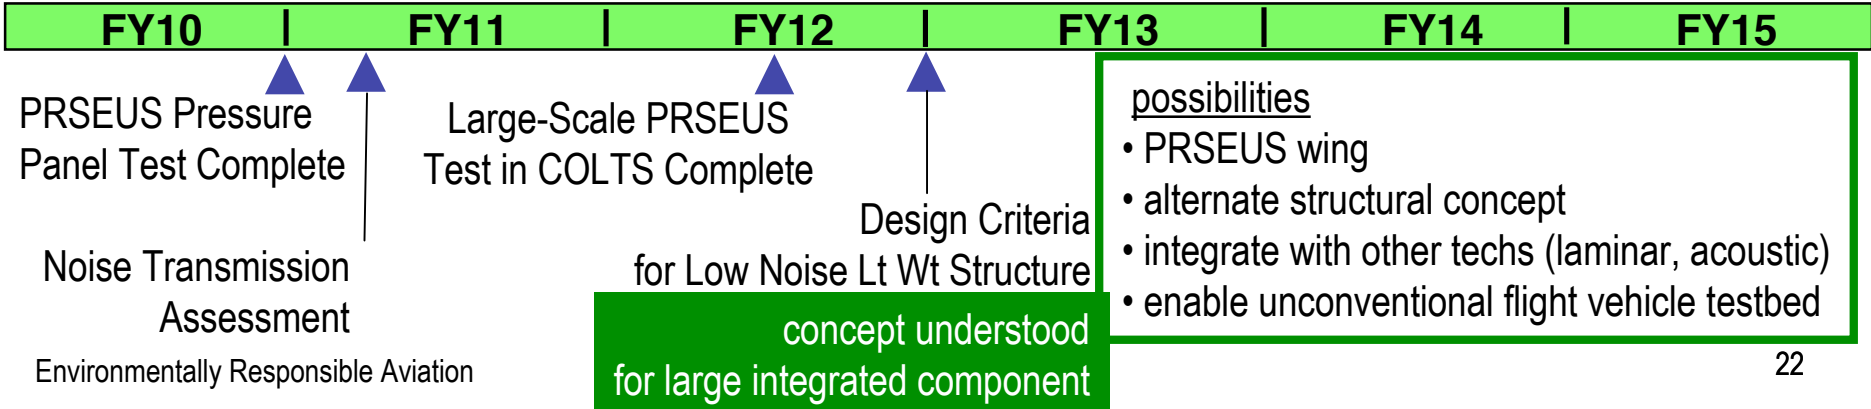 FY10 | FY11 | FY12 | FY13 | FY14 | FY15
PRSEUS Pressure
Panel Test Complete
Noise Transmission
Assessment
Large-Scale PRSEUS
Test in COLTS Complete
Design Criteria
for Low Noise Lt Wt Structure
concept understood
for large integrated component
possibilities
• PRSEUS wing
• alternate structural concept
• integrate with other techs (laminar, acoustic)
• enable unconventional flight vehicle testbed
Environmentally Responsible Aviation
22